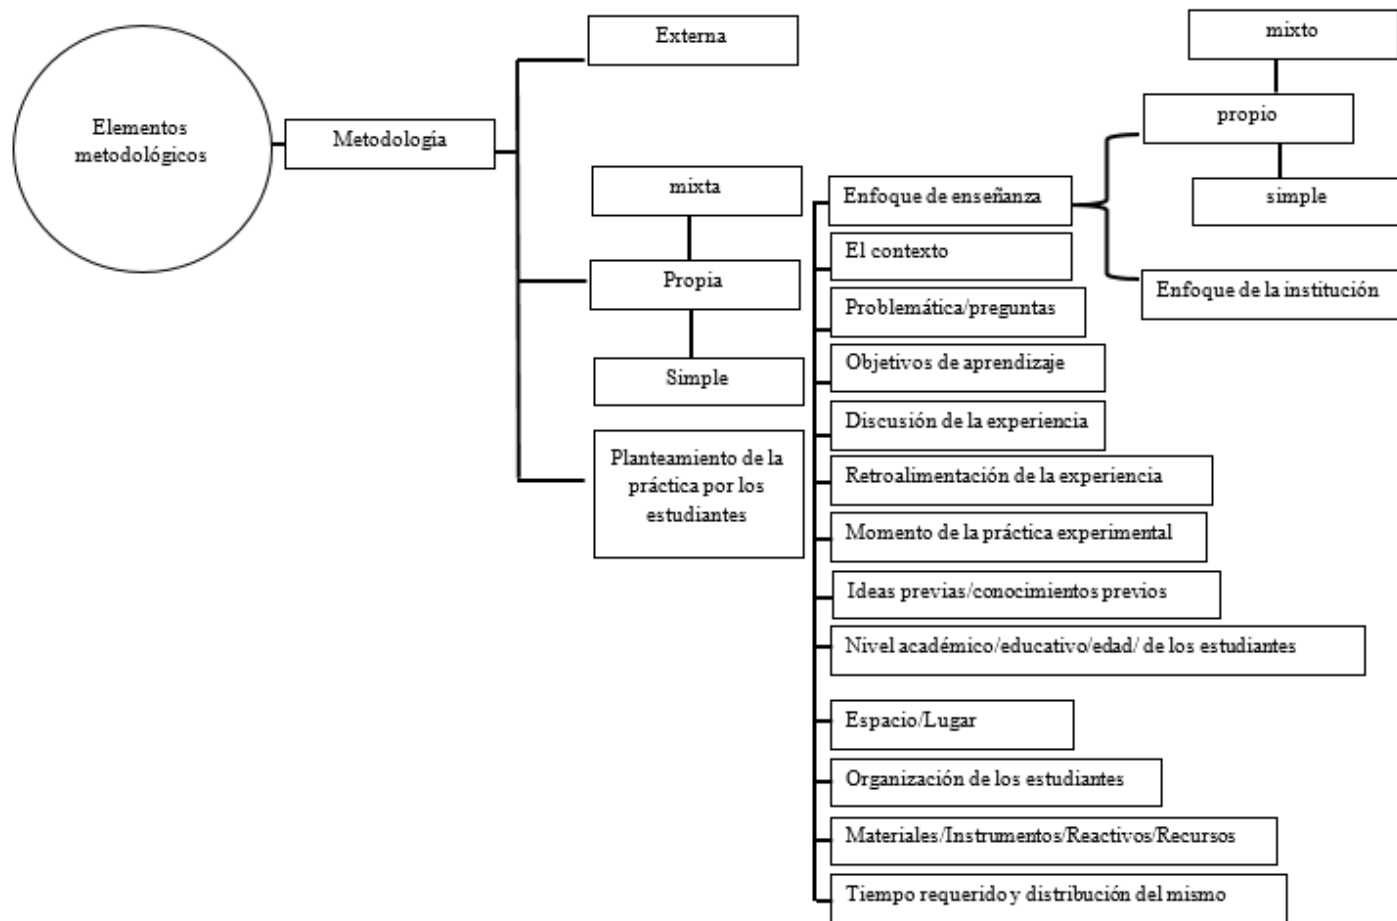 Elementos
metodológicos
Metodología
Externa
mixta
Propia
Simple
Planteamiento de la
práctica por los
estudiantes
Enfoque de enseñanza
El contexto
Problemática/preguntas
Objetivos de aprendizaje
Discusión de la experiencia
Retroalimentación de la experiencia
Momento de la práctica experimental
Ideas previas/conocimientos previos
Nivel académico/educativo/edad/ de los estudiantes
Espacio/Lugar
Organización de los estudiantes
Materiales/Instrumentos/Reactivos/Recursos
Tiempo requerido y distribución del mismo
mixto
propio
simple
Enfoque de la institución